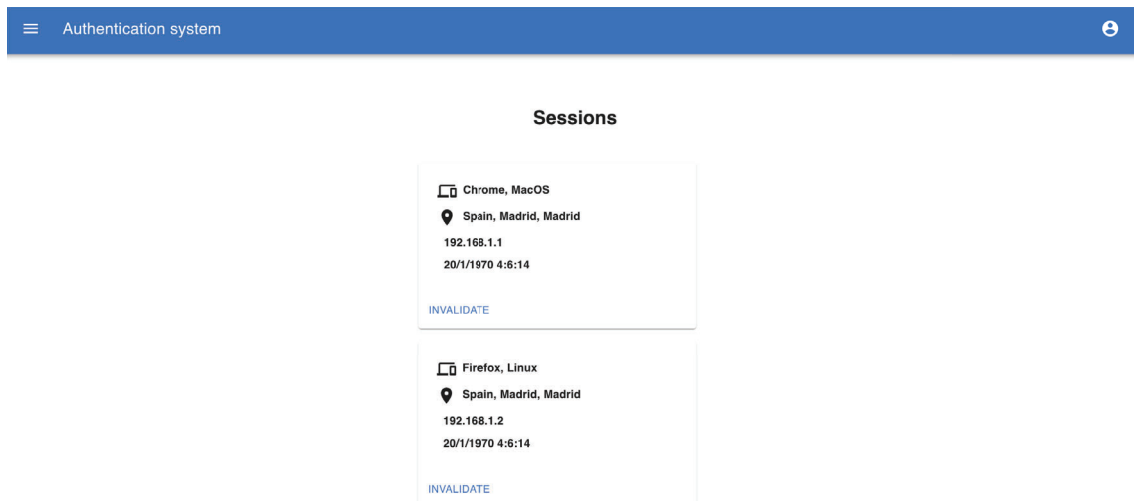 Authentication system
Sessions
Chrome, MacOS
Spain, Madrid, Madrid
192.168.1.1
20/1/1970 4:6:14
INVALIDATE
Firefox, Linux
Spain, Madrid, Madrid
192.168.1.2
20/1/1970 4:6:14
INVALIDATE